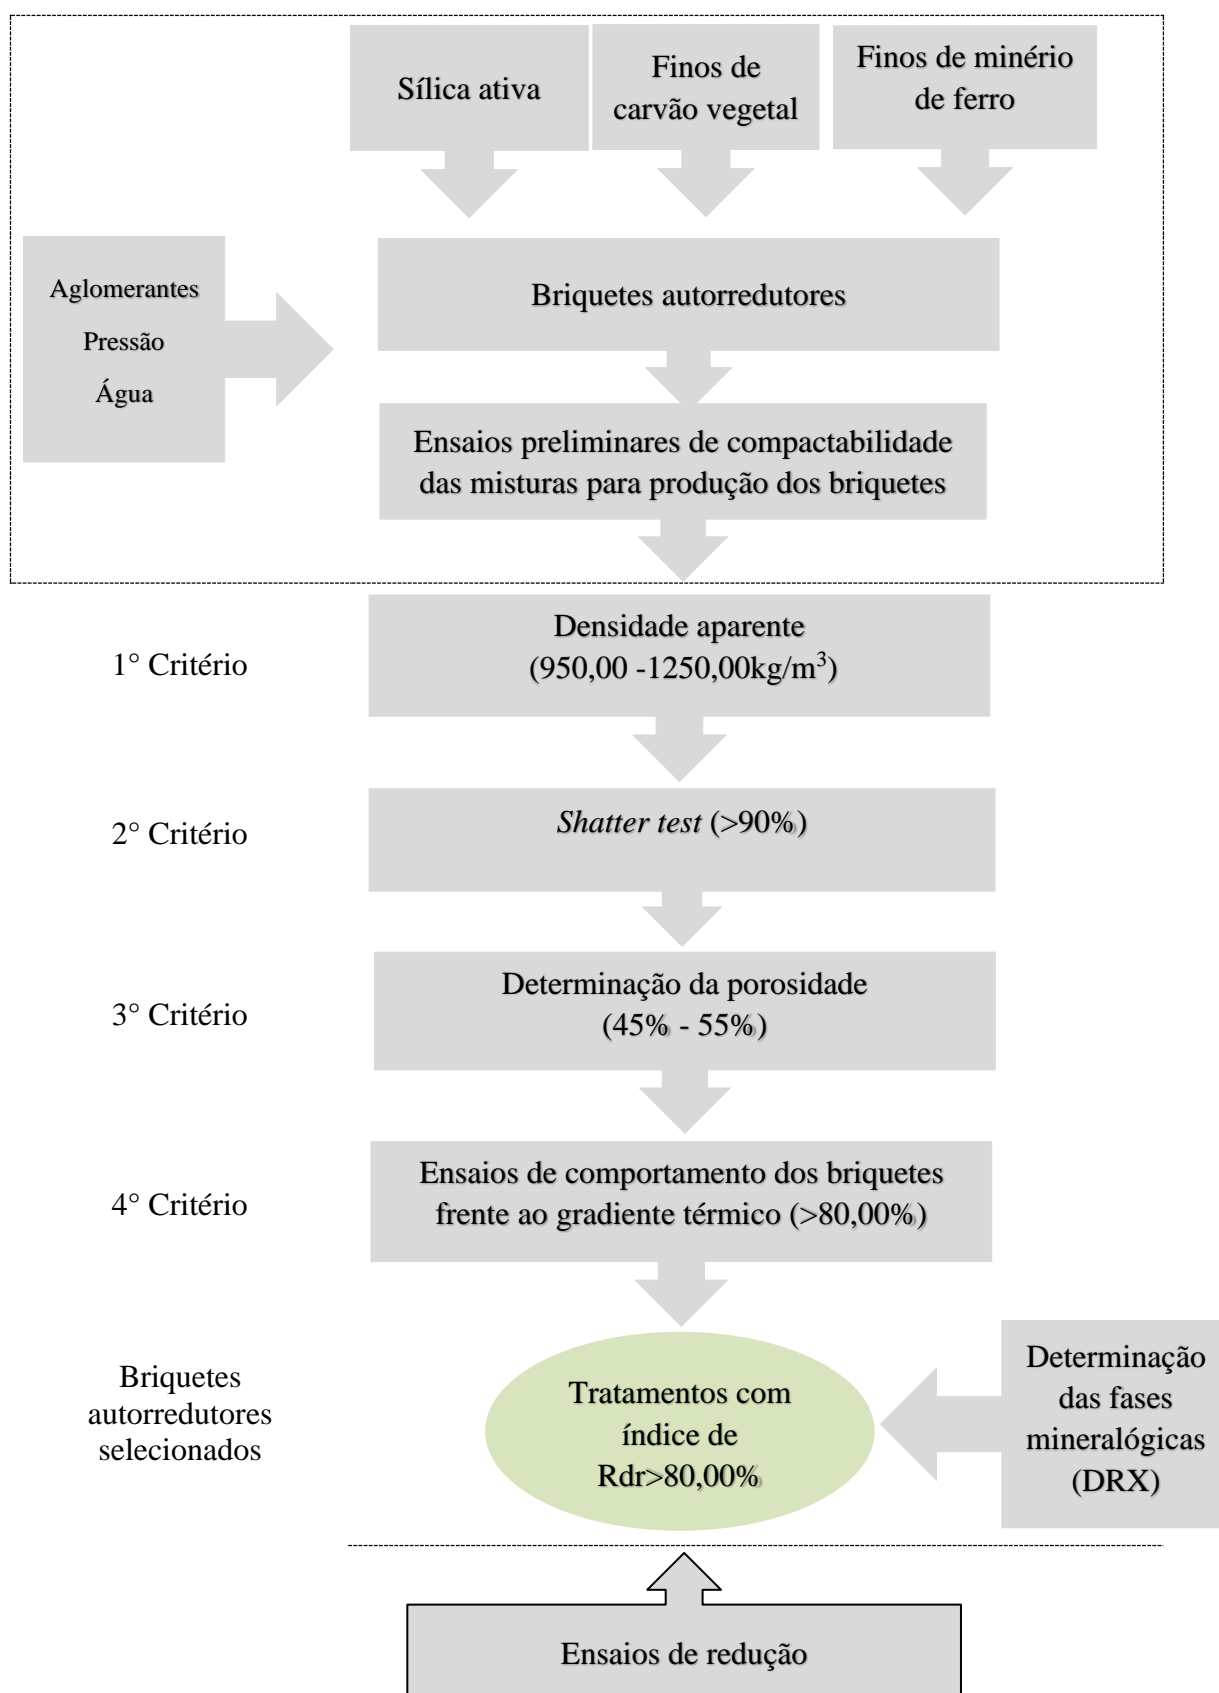 Sílica ativa
Finos de
carvão vegetal
Finos de minério
de ferro
Aglomerantes
Pressão
Água
Briquetes autorredutores
Ensaios preliminares de compactabilidade
das misturas para produção dos briquetes
1° Critério
Densidade aparente
(950,00 -1250,00kg/m³)
2° Critério
Shatter test (>90%)
3° Critério
Determinação da porosidade
(45% - 55%)
4° Critério
Ensaios de comportamento dos briquetes
frente ao gradiente térmico (>80,00%)
Briquetes
autorredutores
selecionados
Tratamentos com
índice de
Rdr>80,00%
Determinação
das fases
mineralógicas
(DRX)
Ensaios de redução